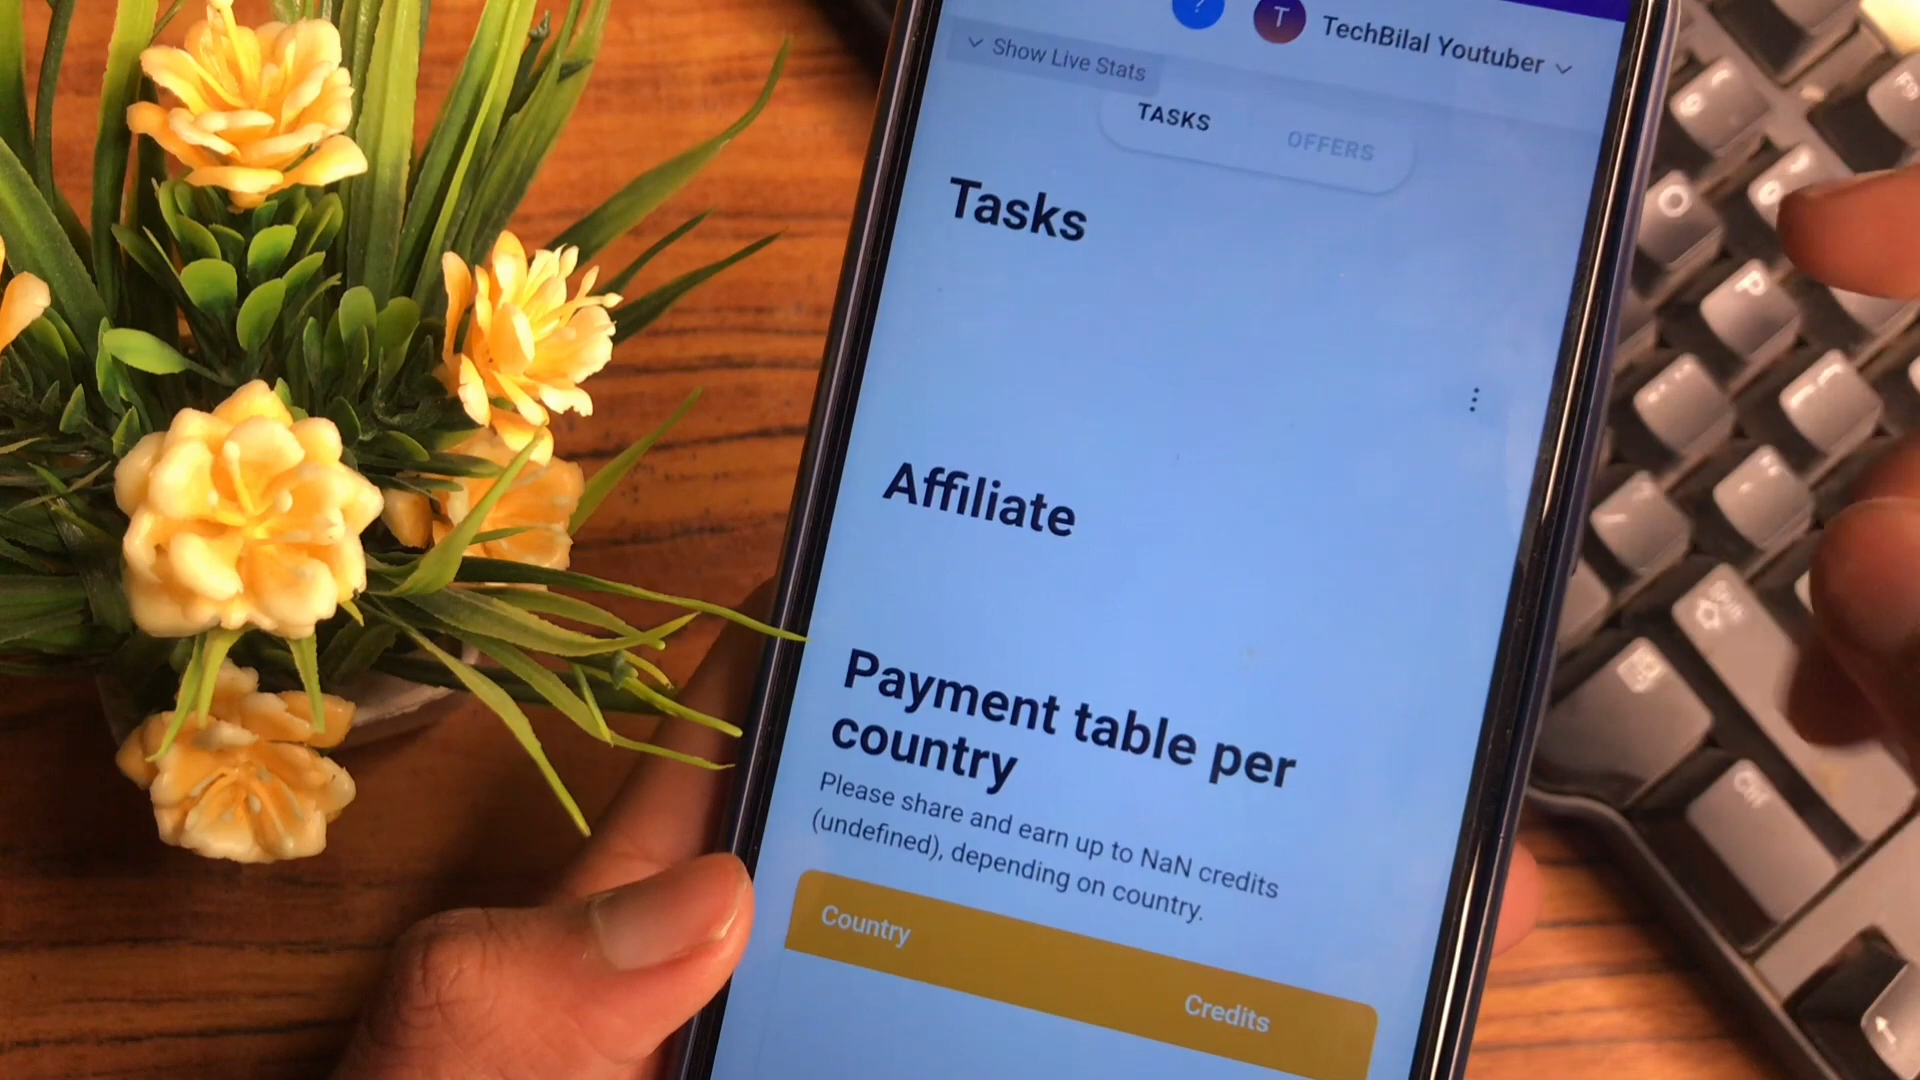 ?
T
TechBilal Youtuber
Show Live Stats
TASKS
OFFERS
Tasks
Affiliate
Payment table per
country
Please share and earn up to NaN credits
(undefined), depending on country.
Country
Credits
O
P
Ctrl